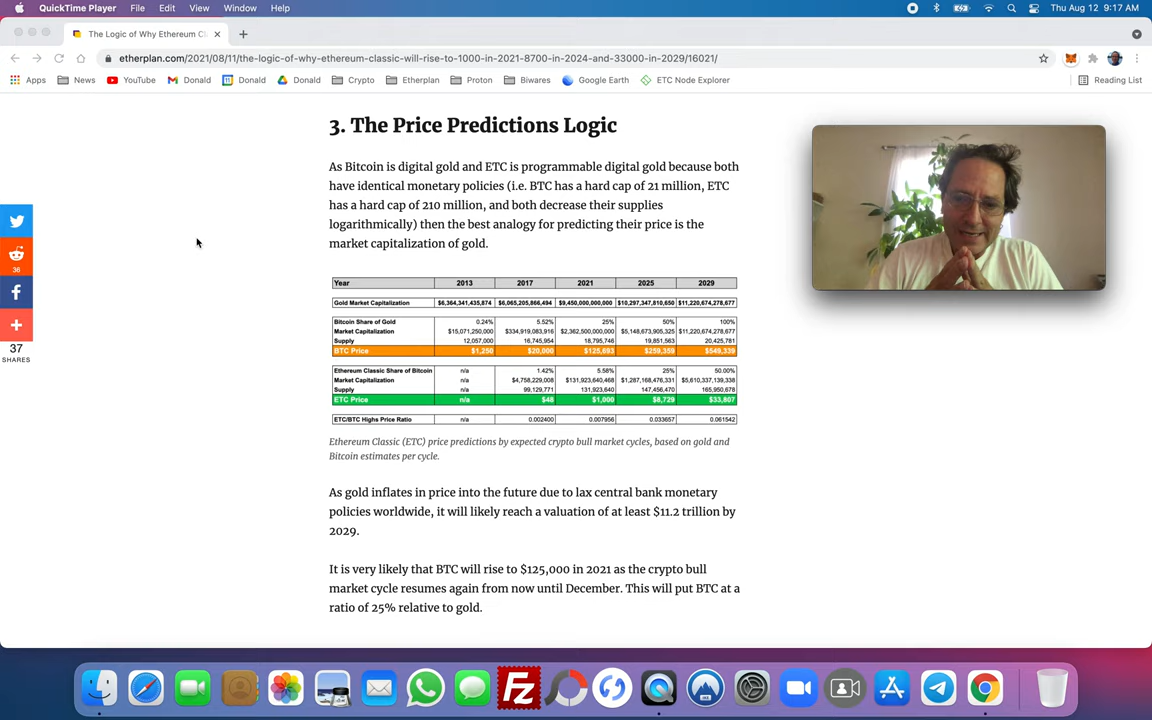 QuickTime Player File Edit View Window Help Thu Aug 12 9:17 AM
The Logic of Why Ethereum Cl
etherplan.com/2021/08/11/the-logic-of-why-ethereum-classic-will-rise-to-1000-in-2021-8700-in-2024-and-33000-in-2029/16021/
Apps News YouTube Donald Donald Donald Crypto Etherplan Proton Biwares Google Earth ETC Node Explorer Reading List
3. The Price Predictions Logic
As Bitcoin is digital gold and ETC is programmable digital gold because both
have identical monetary policies (i.e. BTC has a hard cap of 21 million, ETC
has a hard cap of 210 million, and both decrease their supplies
logarithmically) then the best analogy for predicting their price is the
market capitalization of gold.
Year 2013 2017 2021 2025 2029
Gold Market Capitalization $6,364,341,435,874 $6,065,205,866,494 $9,450,000,000,000 $10,297,347,810,650 $11,220,674,278,677
Bitcoin Share of Gold 0.24% 5.52% 25% 50% 100%
Market Capitalization $15,071,250,000 $334,919,083,916 $2,362,500,000,000 $5,148,673,905,325 $11,220,674,278,677
Supply 12,057,000 16,745,954 18,795,746 19,851,563 20,425,781
BTC Price $1,250 $20,000 $125,693 $259,359 $549,339
Ethereum Classic Share of Bitcoin n/a 1.42% 5.58% 25% 50.00%
Market Capitalization n/a $4,758,229,008 $131,923,640,468 $1,287,168,476,331 $5,610,337,139,338
Supply n/a 99,129,771 131,923,640 147,456,470 165,950,678
ETC Price n/a $48 $1,000 $8,729 $33,807
ETC/BTC Highs Price Ratio n/a 0.002400 0.007956 0.033657 0.061542
Ethereum Classic (ETC) price predictions by expected crypto bull market cycles, based on gold and
Bitcoin estimates per cycle.
As gold inflates in price into the future due to lax central bank monetary
policies worldwide, it will likely reach a valuation of at least $11.2 trillion by
2029.
It is very likely that BTC will rise to $125,000 in 2021 as the crypto bull
market cycle resumes again from now until December. This will put BTC at a
ratio of 25% relative to gold.
36
37
SHARES